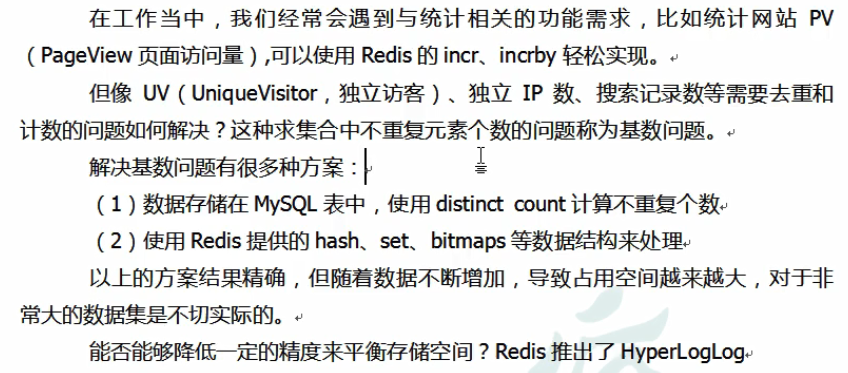 在工作当中，我们经常会遇到与统计相关的功能需求，比如统计网站 PV
（PageView 页面访问量）,可以使用 Redis 的 incr、incrby 轻松实现。
但像 UV（UniqueVisitor，独立访客）、独立 IP 数、搜索记录数等需要去重和
计数的问题如何解决？这种求集合中不重复元素个数的问题称为基数问题。
解决基数问题有很多种方案：
（1）数据存储在 MySQL 表中，使用 distinct count 计算不重复个数
（2）使用 Redis 提供的 hash、set、bitmaps 等数据结构来处理
以上的方案结果精确，但随着数据不断增加，导致占用空间越来越大，对于非
常大的数据集是不切实际的。
能否能够降低一定的精度来平衡存储空间？Redis 推出了 HyperLogLog